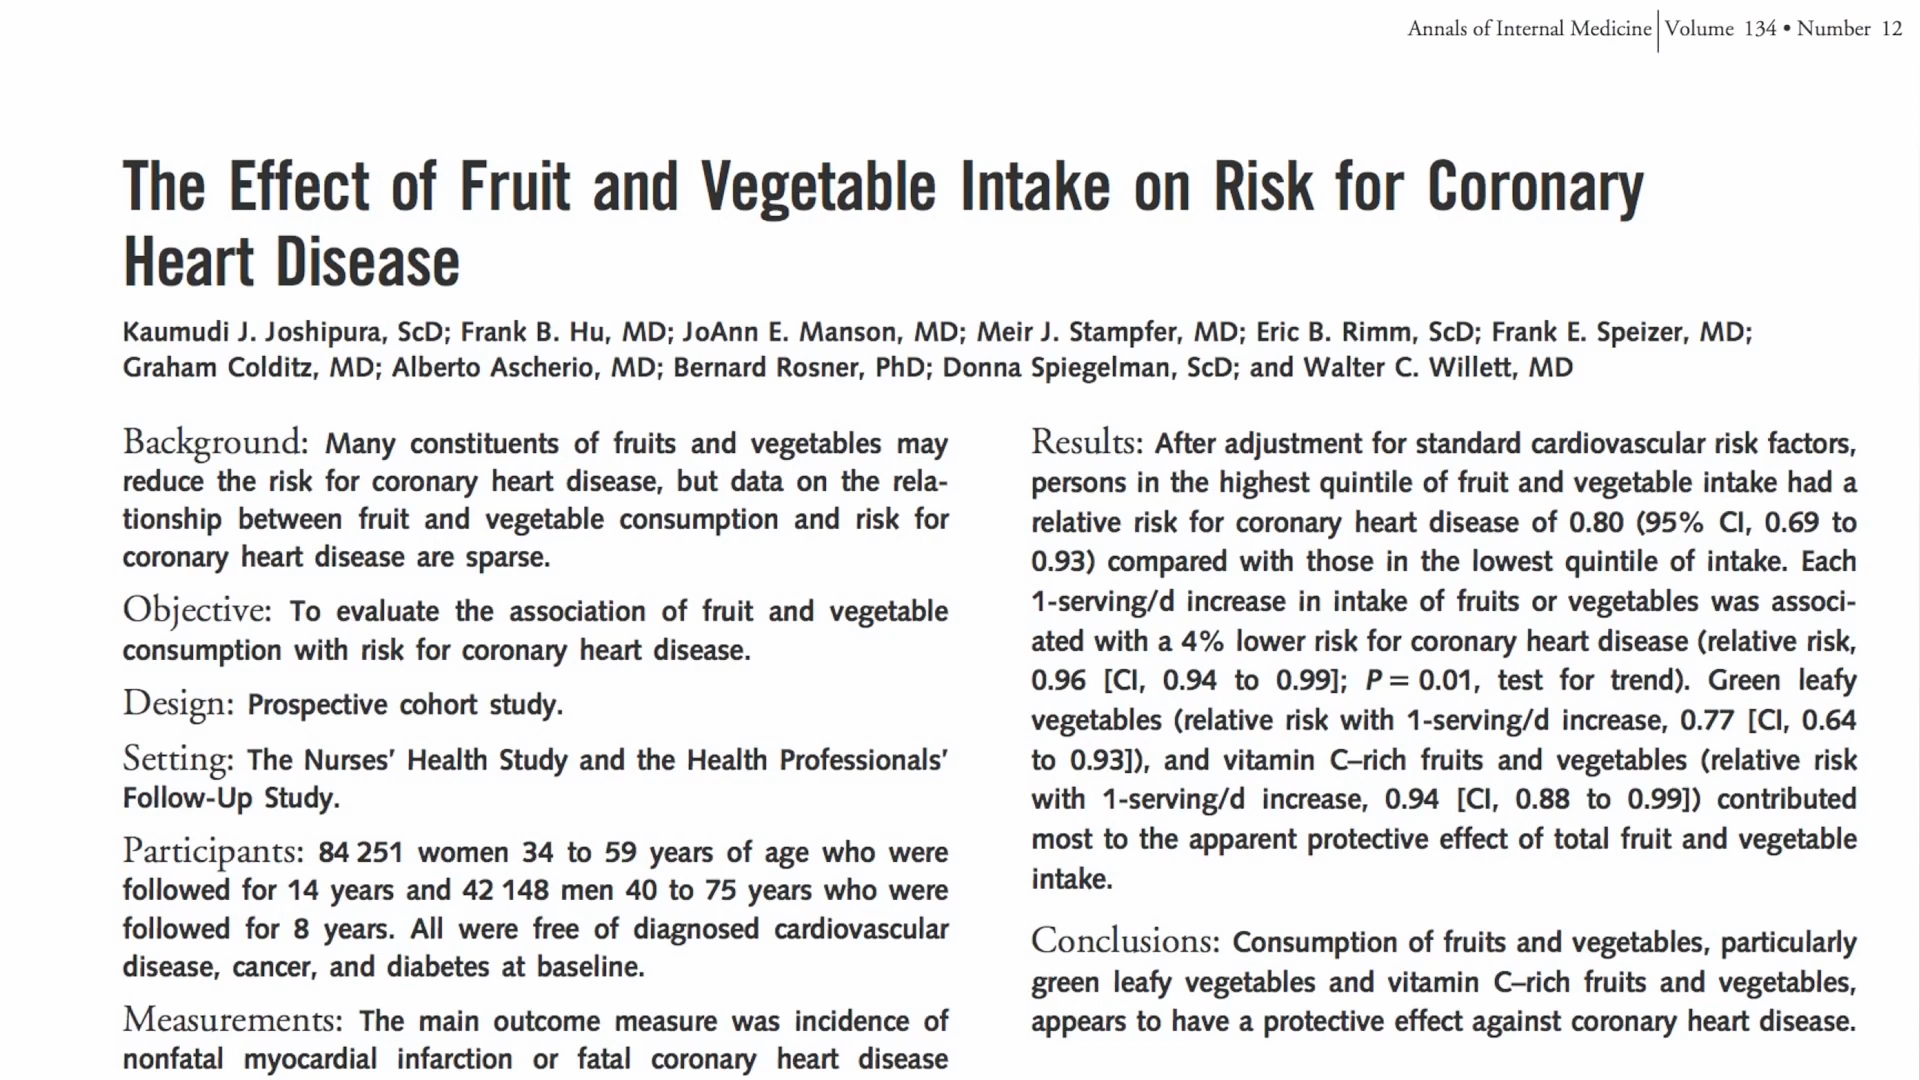 Annals of Internal Medicine Volume 134 • Number 12
The Effect of Fruit and Vegetable Intake on Risk for Coronary
Heart Disease
Kaumudi J. Joshipura, ScD; Frank B. Hu, MD; JoAnn E. Manson, MD; Meir J. Stampfer, MD; Eric B. Rimm, ScD; Frank E. Speizer, MD;
Graham Colditz, MD; Alberto Ascherio, MD; Bernard Rosner, PhD; Donna Spiegelman, ScD; and Walter C. Willett, MD
Background: Many constituents of fruits and vegetables may
reduce the risk for coronary heart disease, but data on the rela-
tionship between fruit and vegetable consumption and risk for
coronary heart disease are sparse.
Objective: To evaluate the association of fruit and vegetable
consumption with risk for coronary heart disease.
Design: Prospective cohort study.
Setting: The Nurses’ Health Study and the Health Professionals’
Follow-Up Study.
Participants: 84 251 women 34 to 59 years of age who were
followed for 14 years and 42 148 men 40 to 75 years who were
followed for 8 years. All were free of diagnosed cardiovascular
disease, cancer, and diabetes at baseline.
Measurements: The main outcome measure was incidence of
nonfatal myocardial infarction or fatal coronary heart disease
Results: After adjustment for standard cardiovascular risk factors,
persons in the highest quintile of fruit and vegetable intake had a
relative risk for coronary heart disease of 0.80 (95% CI, 0.69 to
0.93) compared with those in the lowest quintile of intake. Each
1-serving/d increase in intake of fruits or vegetables was associ-
ated with a 4% lower risk for coronary heart disease (relative risk,
0.96 [CI, 0.94 to 0.99]; P = 0.01, test for trend). Green leafy
vegetables (relative risk with 1-serving/d increase, 0.77 [CI, 0.64
to 0.93]), and vitamin C–rich fruits and vegetables (relative risk
with 1-serving/d increase, 0.94 [CI, 0.88 to 0.99]) contributed
most to the apparent protective effect of total fruit and vegetable
intake.
Conclusions: Consumption of fruits and vegetables, particularly
green leafy vegetables and vitamin C–rich fruits and vegetables,
appears to have a protective effect against coronary heart disease.